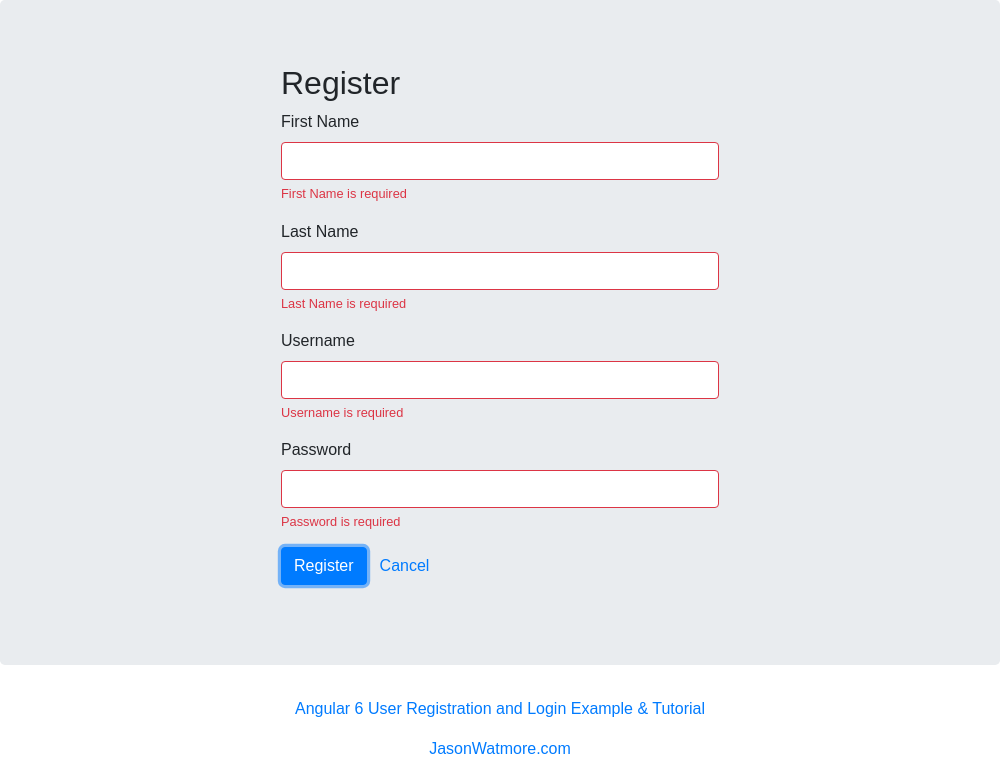 Register
First Name
First Name is required
Last Name
Last Name is required
Username
Username is required
Password
Password is required
Register Cancel
Angular 6 User Registration and Login Example & Tutorial
JasonWatmore.com